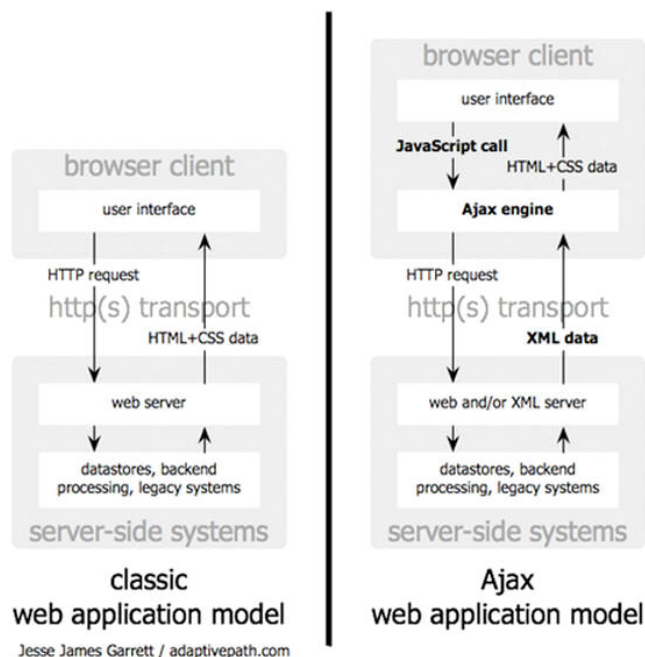 browser client
user interface
HTTP request
http(s) transport
HTML+CSS data
web server
datastores, backend
processing, legacy systems
server-side systems
classic
web application model
Jesse James Garrett / adaptivepath.com
browser client
user interface
JavaScript call
HTML+CSS data
Ajax engine
HTTP request
http(s) transport
XML data
web and/or XML server
datastores, backend
processing, legacy systems
server-side systems
Ajax
web application model